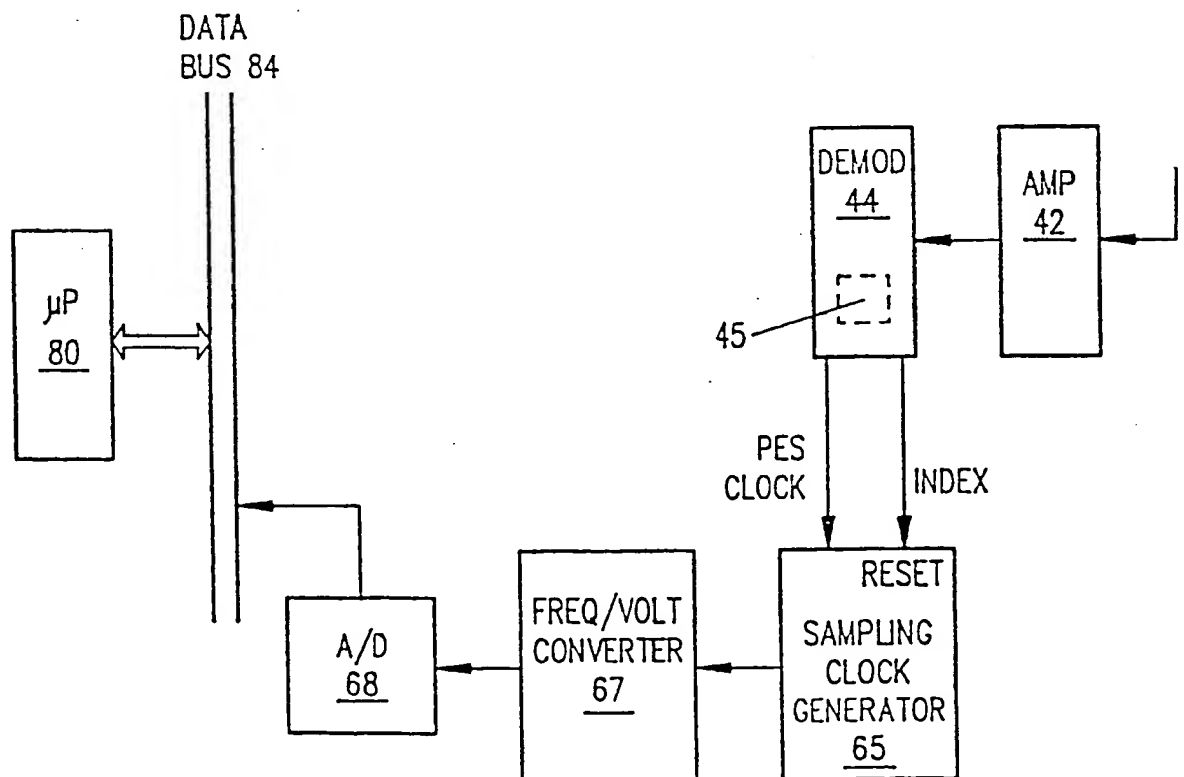 DATA
BUS 84
µP
80
DEMOD
44
45
AMP
42
PES
CLOCK
INDEX
RESET
SAMPLING
CLOCK
GENERATOR
65
FREQ/VOLT
CONVERTER
67
A/D
68